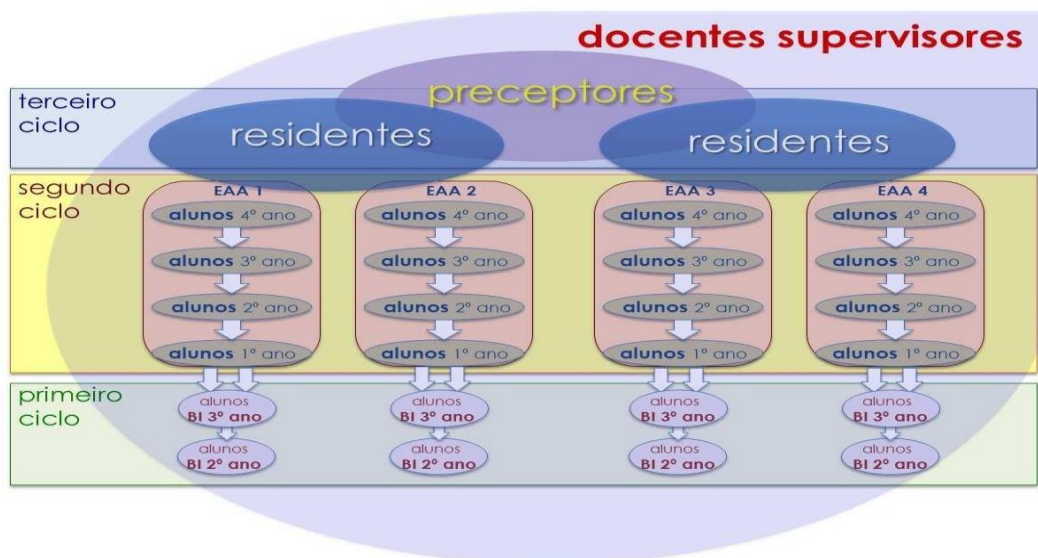 docentes supervisores
preceptores
terceiro
ciclo
residentes
residentes
segundo
ciclo
EAA 1
EAA 2
EAA 3
EAA 4
alunos 4º ano
alunos 4º ano
alunos 4º ano
alunos 4º ano
alunos 3º ano
alunos 3º ano
alunos 3º ano
alunos 3º ano
alunos 2º ano
alunos 2º ano
alunos 2º ano
alunos 2º ano
alunos 1º ano
alunos 1º ano
alunos 1º ano
alunos 1º ano
primeiro
ciclo
alunos
BI 3º ano
alunos
BI 3º ano
alunos
BI 3º ano
alunos
BI 3º ano
alunos
BI 2º ano
alunos
BI 2º ano
alunos
BI 2º ano
alunos
BI 2º ano